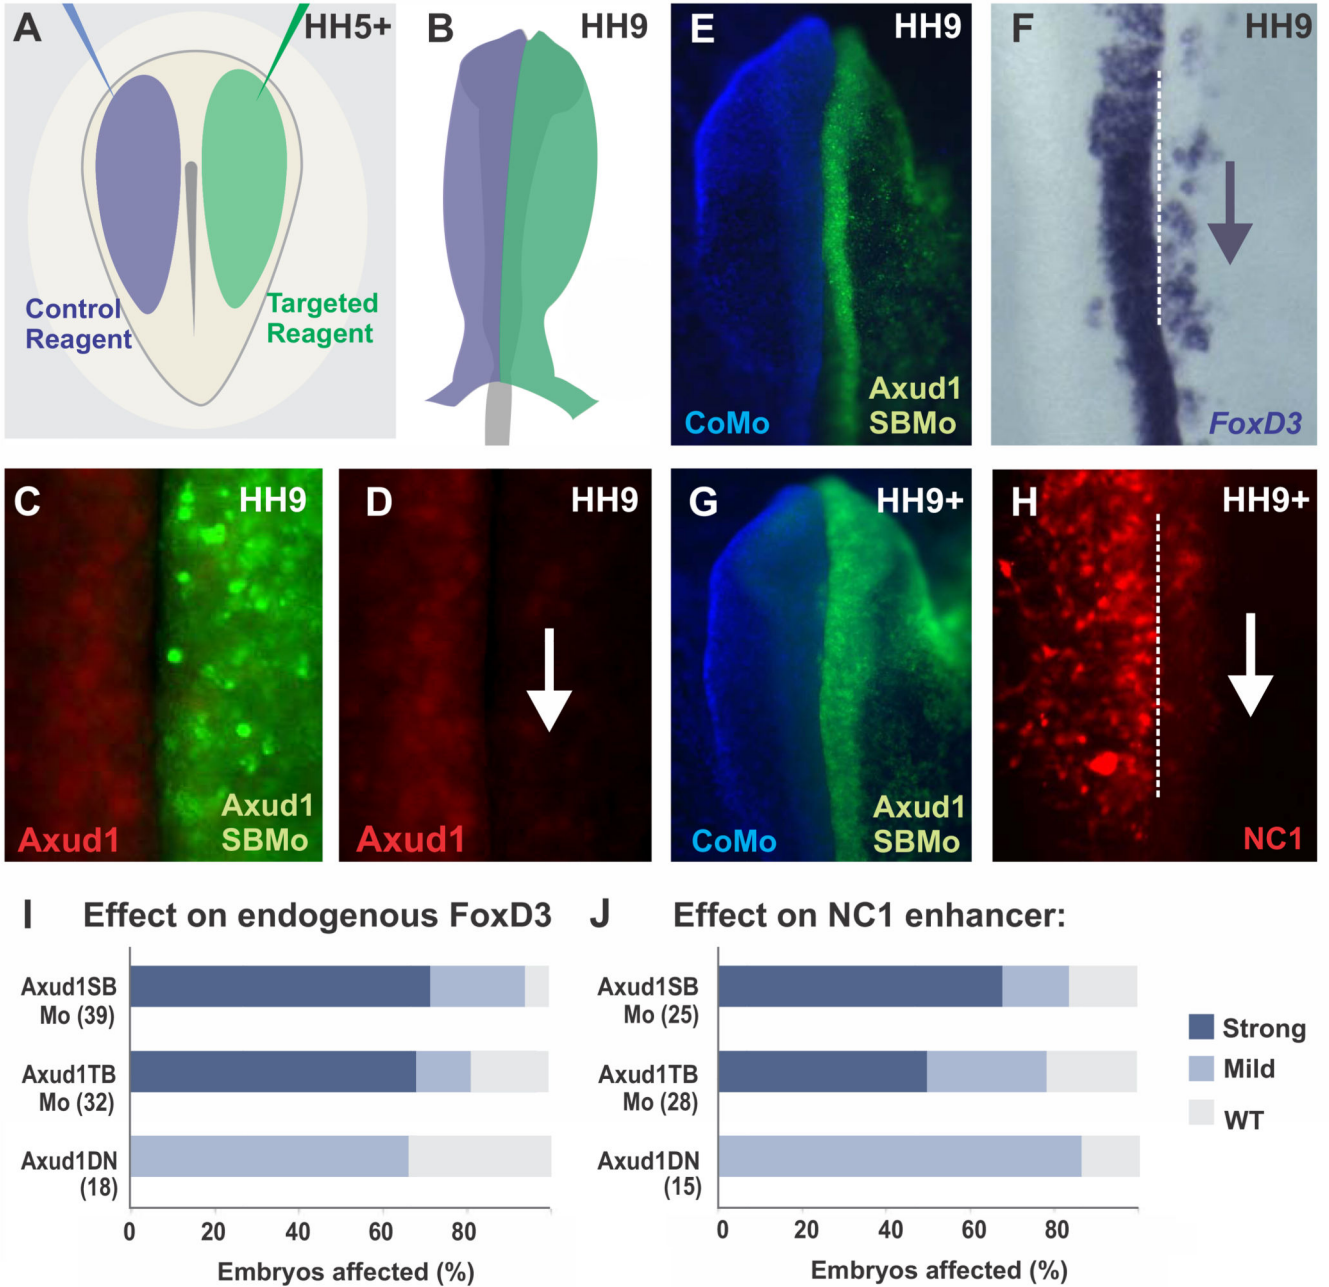 A
HH5+
Control
Reagent
Targeted
Reagent
B
HH9
E
HH9
CoMo
Axud1
SBMo
F
HH9
FoxD3
C
HH9
Axud1
Axud1
SBMo
D
HH9
Axud1
G
HH9+
CoMo
Axud1
SBMo
H
HH9+
NC1
I
Effect on endogenous FoxD3
Axud1SB
Mo (39)
Axud1TB
Mo (32)
Axud1DN
(18)
0
20
40
60
80
Embryos affected (%)
J
Effect on NC1 enhancer:
Axud1SB
Mo (25)
Axud1TB
Mo (28)
Axud1DN
(15)
0
20
40
60
80
Embryos affected (%)
Strong
Mild
WT